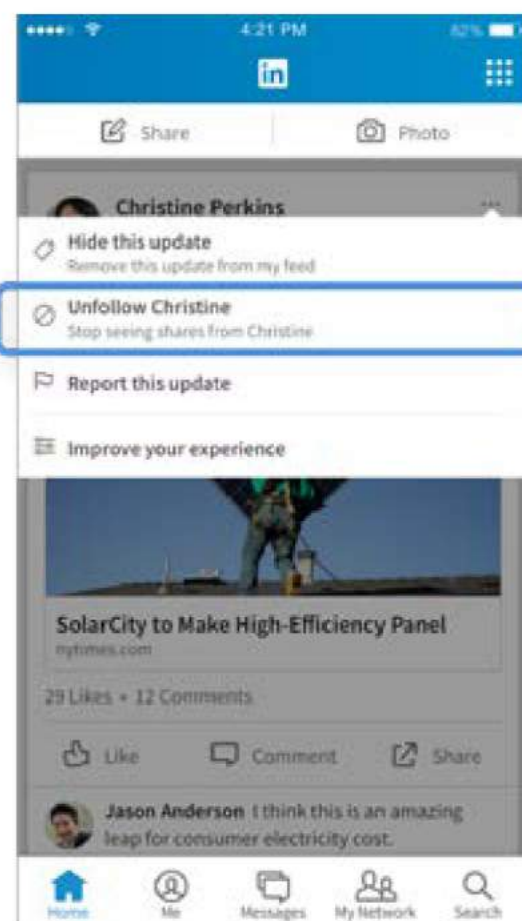 4:21 PM
82%
in
Share
Photo
Christine Perkins
Hide this update
Remove this update from my feed
Unfollow Christine
Stop seeing shares from Christine
Report this update
Improve your experience
SolarCity to Make High-Efficiency Panel
nytimes.com
29 Likes • 12 Comments
Like
Comment
Share
Jason Anderson I think this is an amazing
leap for consumer electricity cost.
Home
Me
Messages
My Network
Search